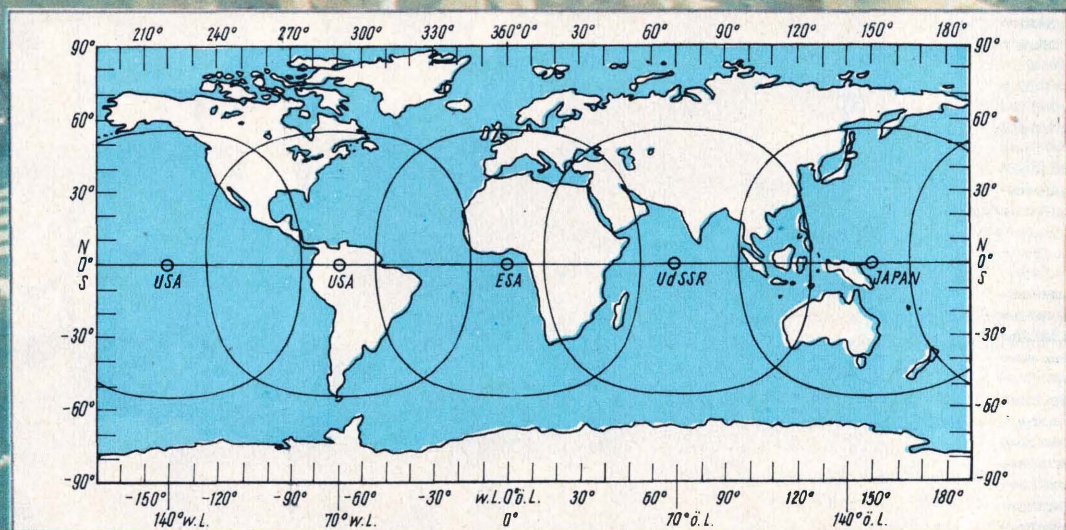 210° 240° 270° 300° 330° 360° 30 60 90° 120° 150° 180°
90° 90°
60° 60°
30° 30°
N N
0° 0°
S S
USA USA ESA UdSSR JAPAN
-30° -30°
-60° -60°
-90° -90°
-150° -120° -90° -60° -30° w.L.0°ö.L. 30° 60° 90° 120° 150° 180°
140° w.L. 70° w.L. 0° 70° ö.L. 140° ö.L.